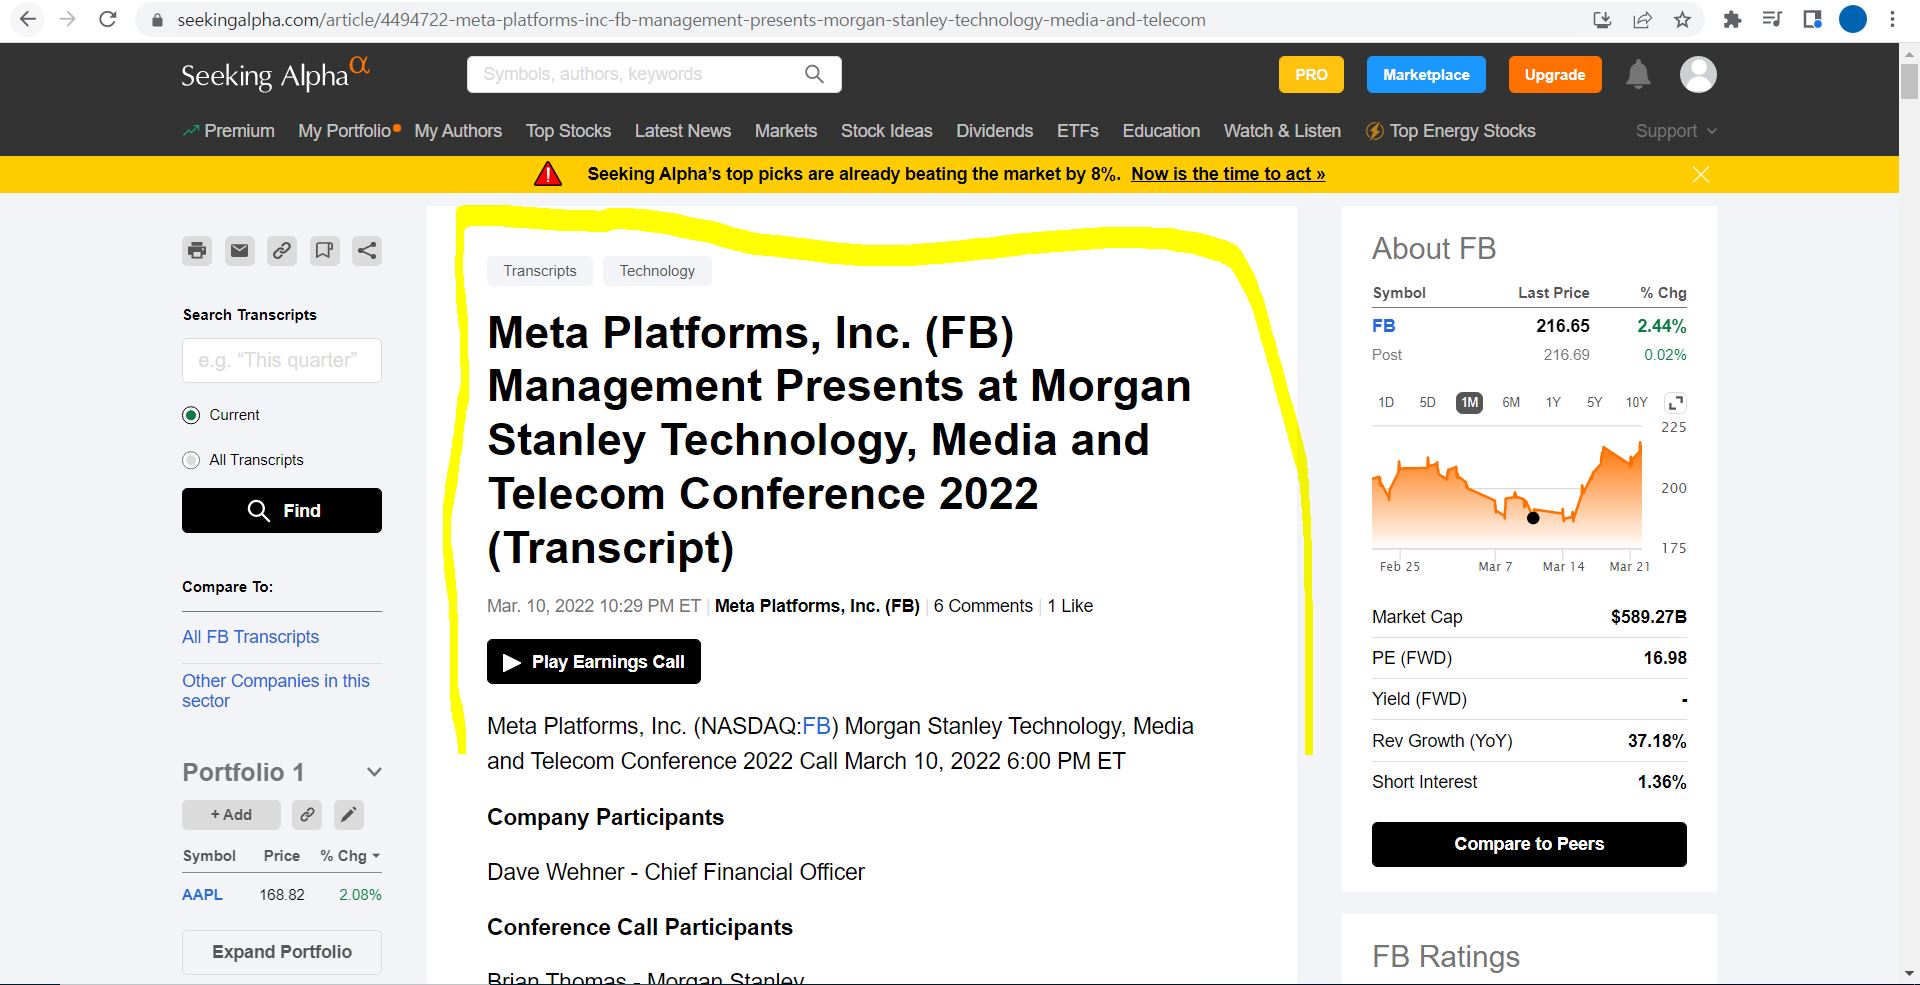 seekingalpha.com/article/4494722-meta-platforms-inc-fb-management-presents-morgan-stanley-technology-media-and-telecom
Seeking Alpha α
Symbols, authors, keywords
PRO
Marketplace
Upgrade
Premium
My Portfolio
My Authors
Top Stocks
Latest News
Markets
Stock Ideas
Dividends
ETFs
Education
Watch & Listen
Top Energy Stocks
Support
Seeking Alpha’s top picks are already beating the market by 8%. Now is the time to act »
Search Transcripts
e.g. “This quarter”
Current
All Transcripts
Find
Compare To:
All FB Transcripts
Other Companies in this
sector
Portfolio 1
+ Add
Symbol Price % Chg
AAPL 168.82 2.08%
Expand Portfolio
Transcripts
Technology
Meta Platforms, Inc. (FB)
Management Presents at Morgan
Stanley Technology, Media and
Telecom Conference 2022
(Transcript)
Mar. 10, 2022 10:29 PM ET | Meta Platforms, Inc. (FB) | 6 Comments | 1 Like
Play Earnings Call
Meta Platforms, Inc. (NASDAQ:FB) Morgan Stanley Technology, Media
and Telecom Conference 2022 Call March 10, 2022 6:00 PM ET
Company Participants
Dave Wehner - Chief Financial Officer
Conference Call Participants
Brian Thomas - Morgan Stanley
About FB
Symbol Last Price % Chg
FB 216.65 2.44%
Post 216.69 0.02%
1D 5D 1M 6M 1Y 5Y 10Y
225
200
175
Feb 25 Mar 7 Mar 14 Mar 21
Market Cap $589.27B
PE (FWD) 16.98
Yield (FWD) -
Rev Growth (YoY) 37.18%
Short Interest 1.36%
Compare to Peers
FB Ratings